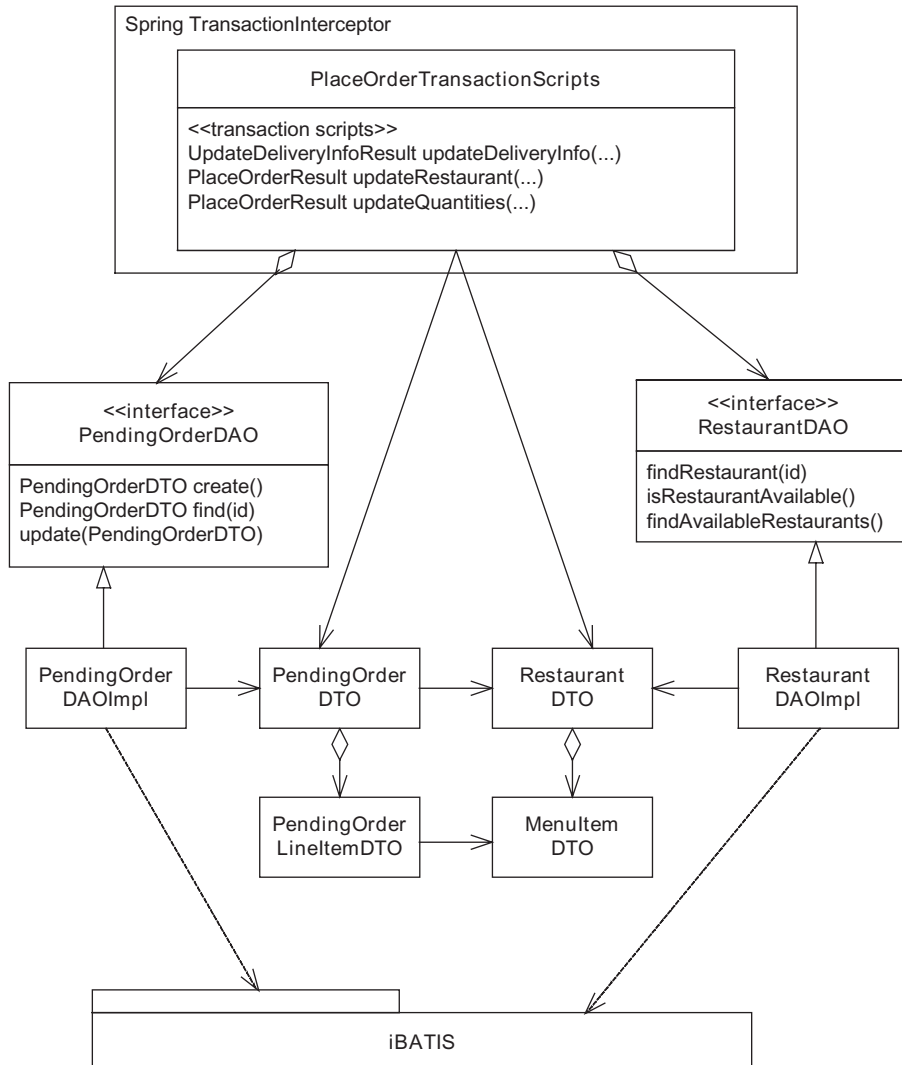 Spring TransactionInterceptor
PlaceOrderTransactionScripts
<<transaction scripts>>
UpdateDeliveryInfoResult updateDeliveryInfo(...)
PlaceOrderResult updateRestaurant(...)
PlaceOrderResult updateQuantities(...)
<<interface>>
PendingOrderDAO
PendingOrderDTO create()
PendingOrderDTO find(id)
update(PendingOrderDTO)
<<interface>>
RestaurantDAO
findRestaurant(id)
isRestaurantAvailable()
findAvailableRestaurants()
PendingOrder
DAOImpl
PendingOrder
DTO
Restaurant
DTO
Restaurant
DAOImpl
PendingOrder
LineItemDTO
MenuItem
DTO
iBATIS